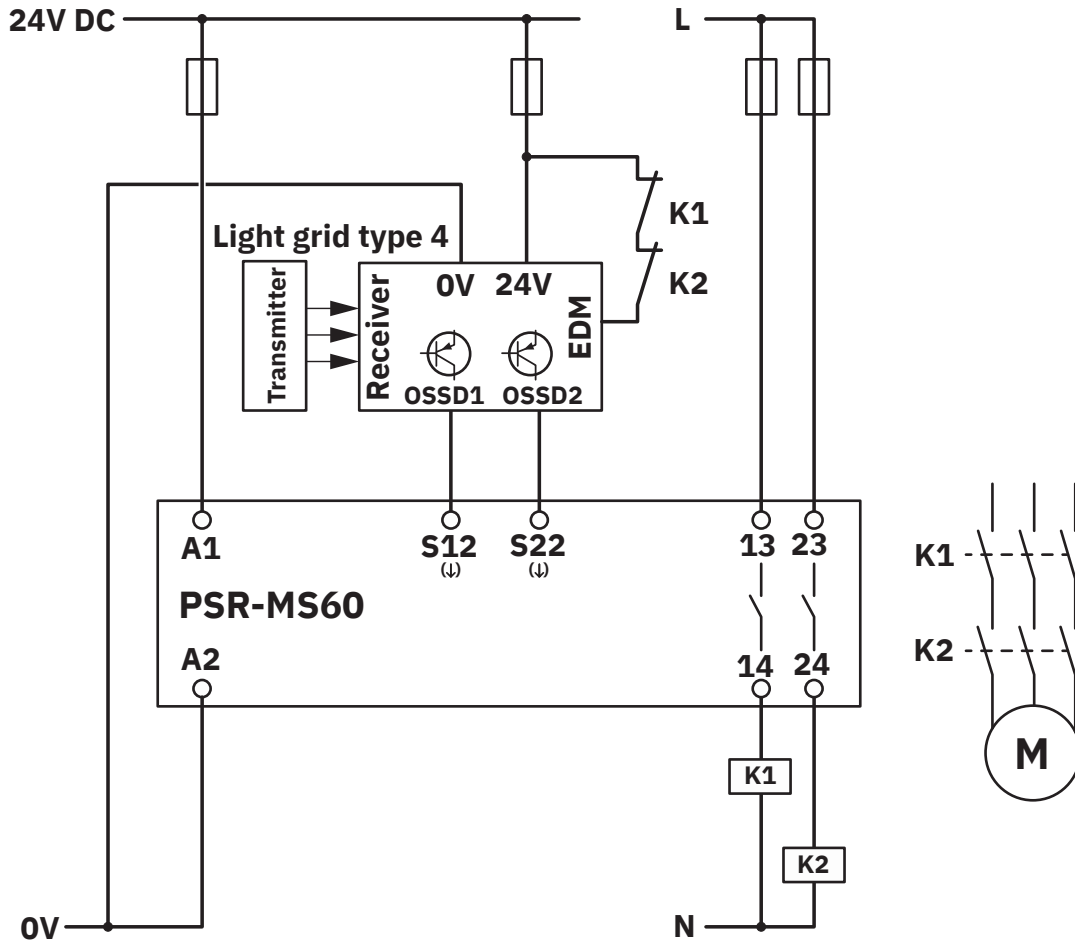 24V DC
L
K1
Light grid type 4
K2
0V 24V
Transmitter
Receiver
EDM
OSSD1 OSSD2
A1
S12
S22
13 23
(↓)
(↓)
K1
PSR-MS60
K2
A2
14 24
M
K1
K2
0V
N